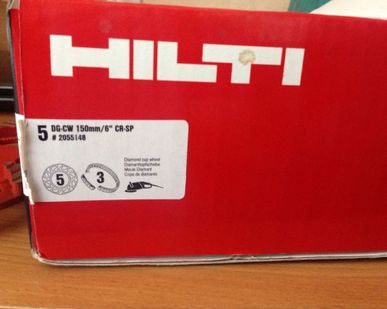 HILTI
5 DG-CW 150mm/6" CR-SP
# 2055148
5
3
Diamond cup wheel
Diamanttopfscheibe
Meule Diamant
Copa de diamante